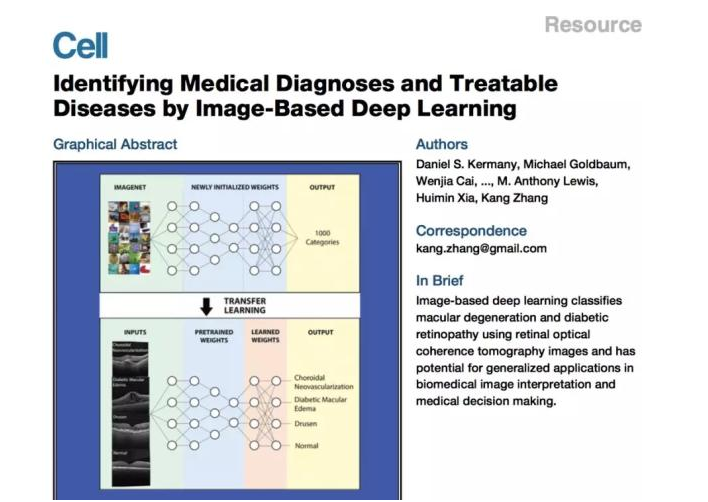 Resource
Cell
Identifying Medical Diagnoses and Treatable
Diseases by Image-Based Deep Learning
Graphical Abstract
IMAGENET
NEWLY INITIALIZED WEIGHTS
OUTPUT
1000
Categories
TRANSFER
LEARNING
INPUTS
PRETRAINED
WEIGHTS
LEARNED
WEIGHTS
OUTPUT
Choroidal
Neovascularization
Diabetic Macular
Edema
Drusen
Normal
Choroidal
Neovascularization
Diabetic Macular
Edema
Drusen
Normal
Authors
Daniel S. Kermany, Michael Goldbaum,
Wenjia Cai, ..., M. Anthony Lewis,
Huimin Xia, Kang Zhang
Correspondence
kang.zhang@gmail.com
In Brief
Image-based deep learning classifies
macular degeneration and diabetic
retinopathy using retinal optical
coherence tomography images and has
potential for generalized applications in
biomedical image interpretation and
medical decision making.